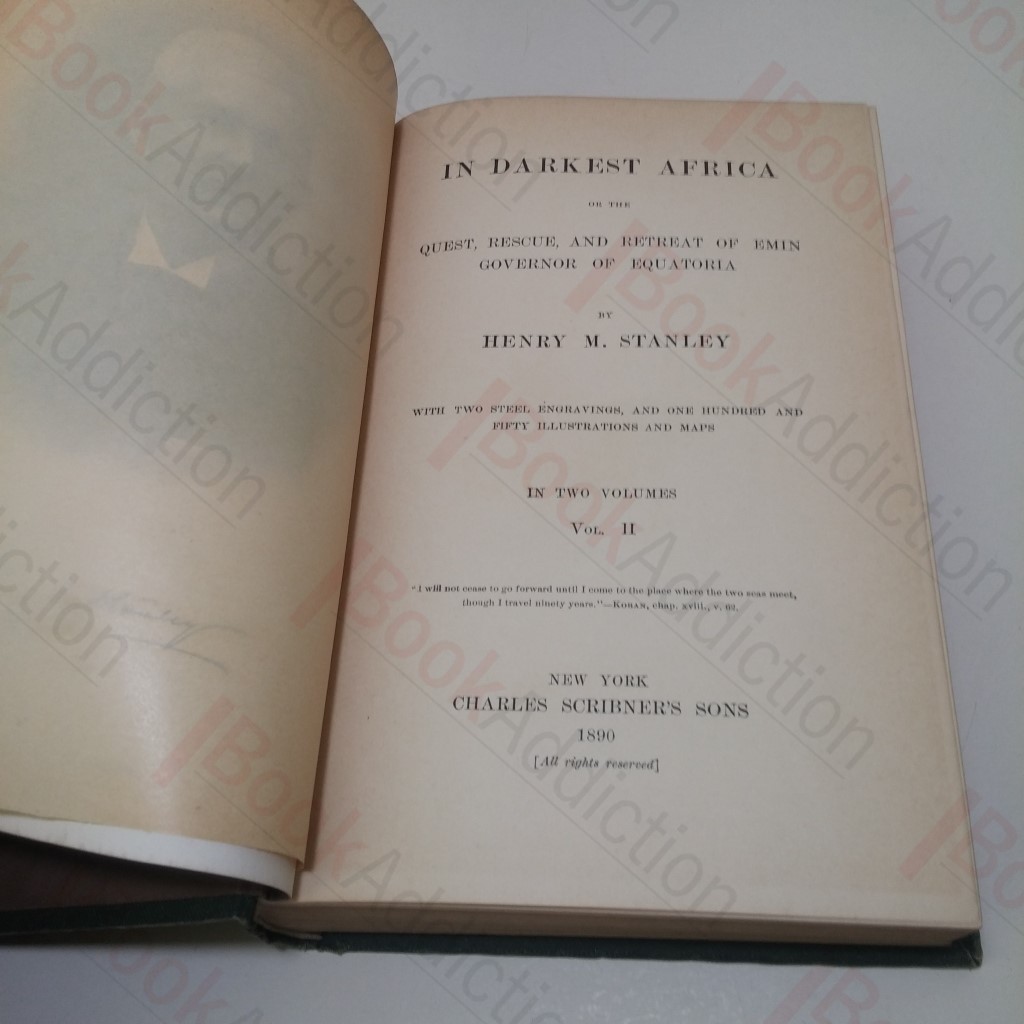 IN DARKEST AFRICA
OR THE
QUEST, RESCUE, AND RETREAT OF EMIN
GOVERNOR OF EQUATORIA
BY
HENRY M. STANLEY
WITH TWO STEEL ENGRAVINGS, AND ONE HUNDRED AND
FIFTY ILLUSTRATIONS AND MAPS
IN TWO VOLUMES
VOL. II
"I will not cease to go forward until I come to the place where the two seas meet,
though I travel ninety years."—KORAN, chap. xviii., v. 62.
NEW YORK
CHARLES SCRIBNER'S SONS
1890
[All rights reserved]
BookAddiction